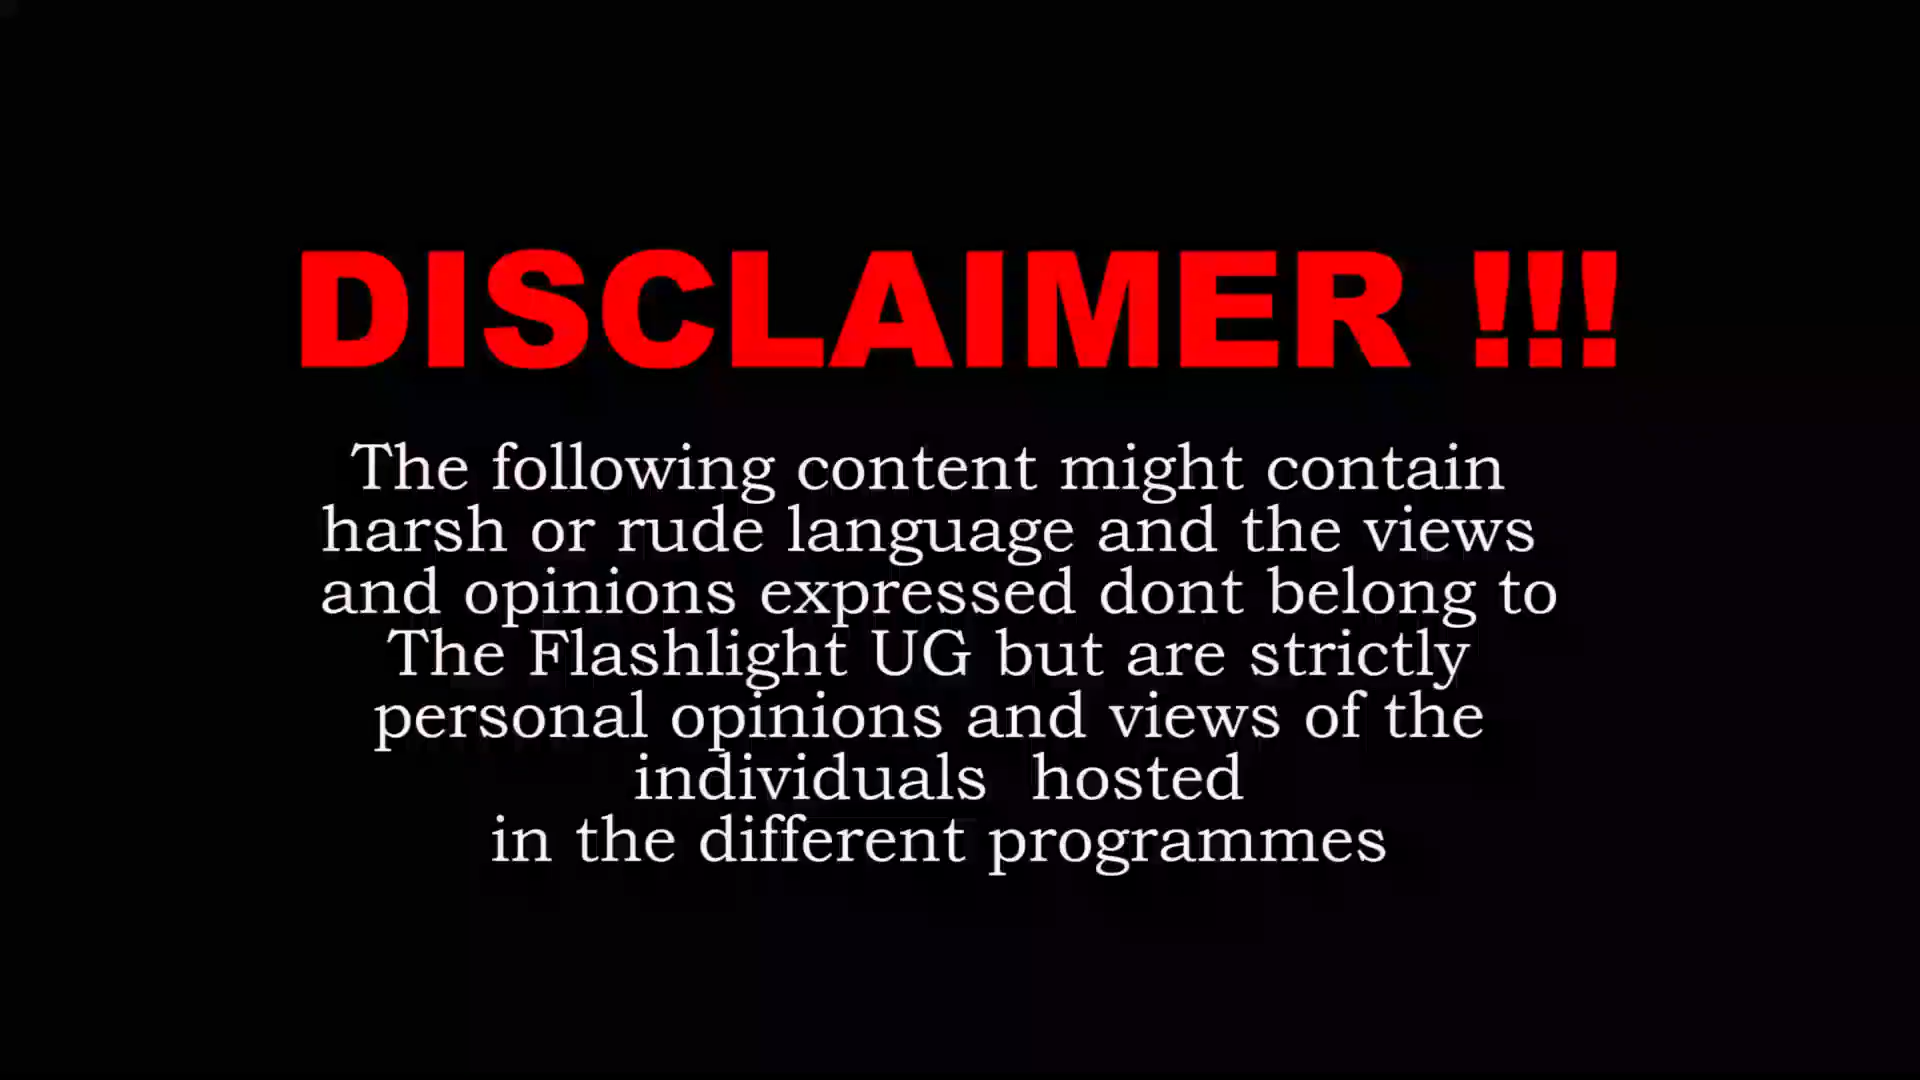 DISCLAIMER !!!
The following content might contain
harsh or rude language and the views
and opinions expressed dont belong to
The Flashlight UG but are strictly
personal opinions and views of the
individuals  hosted
in the different programmes